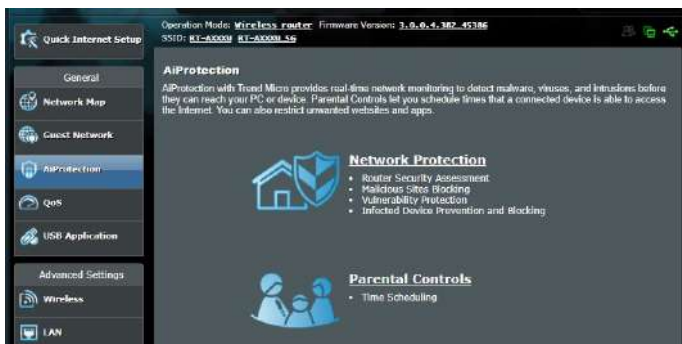 Operation Mode: Wireless router Firmware Version: 3.0.0.4.382_45386
SSID: RT-AXXXU RT-AXXXU_5G
Quick Internet Setup
General
Network Map
Guest Network
AiProtection
QoS
USB Application
Advanced Settings
Wireless
LAN
AiProtection
AiProtection with Trend Micro provides real-time network monitoring to detect malware, viruses, and intrusions before
they can reach your PC or device. Parental Controls let you schedule times that a connected device is able to access
the Internet. You can also restrict unwanted websites and apps.
Network Protection
• Router Security Assessment
• Malicious Sites Blocking
• Vulnerability Protection
• Infected Device Prevention and Blocking
Parental Controls
• Time Scheduling